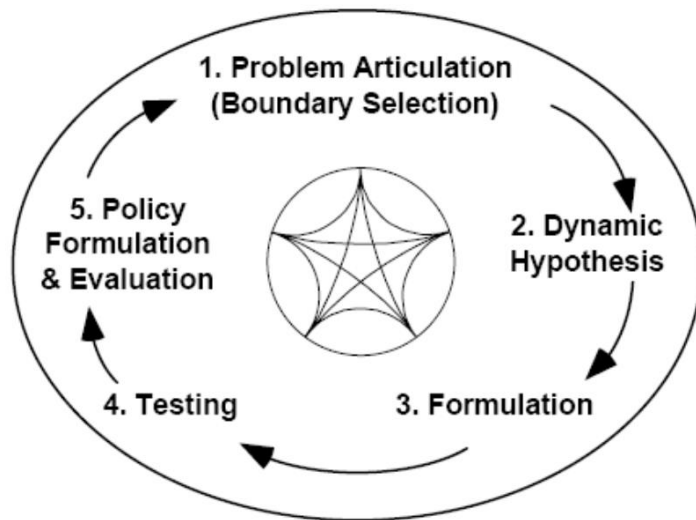 1. Problem Articulation
(Boundary Selection)
2. Dynamic
Hypothesis
3. Formulation
4. Testing
5. Policy
Formulation
& Evaluation